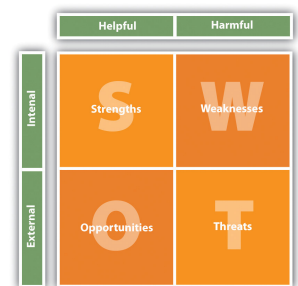 Helpful Harmful
Intenal
S
Strengths
W
Weaknesses
External
O
Opportunities
T
Threats